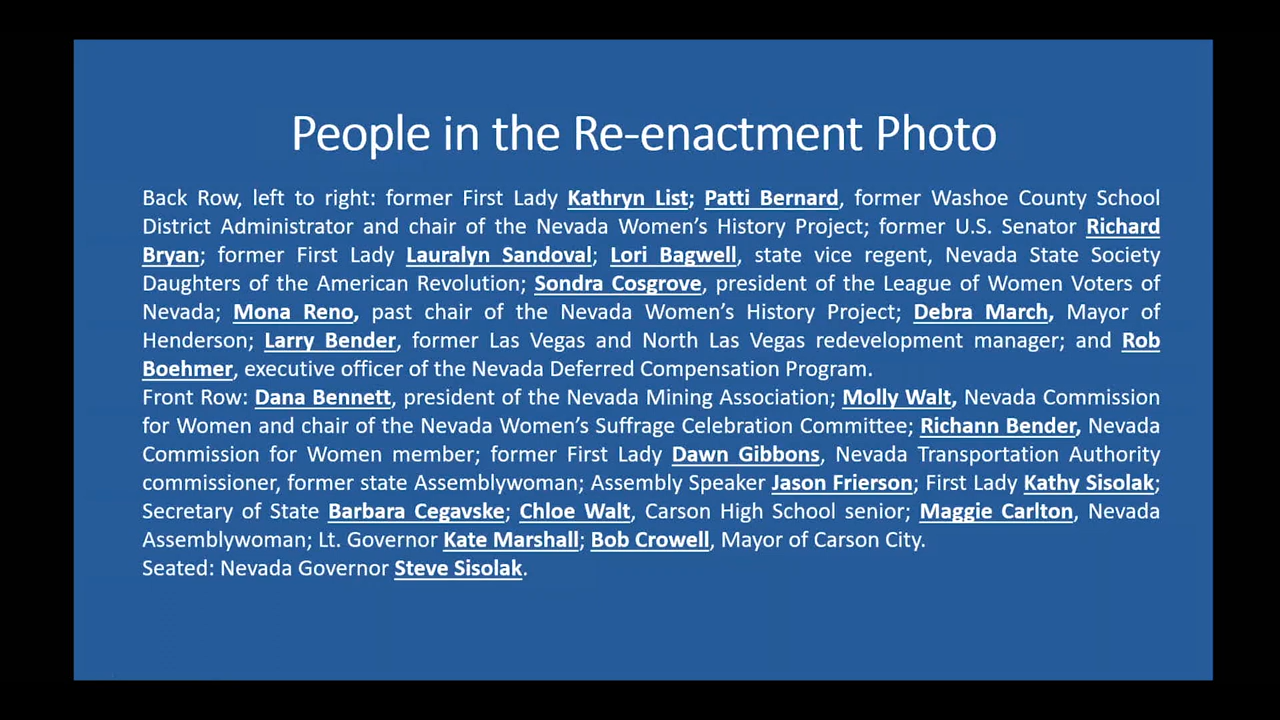 People in the Re-enactment Photo
Back Row, left to right: former First Lady Kathryn List; Patti Bernard, former Washoe County School
District Administrator and chair of the Nevada Women's History Project; former U.S. Senator Richard
Bryan; former First Lady Lauralyn Sandoval; Lori Bagwell, state vice regent, Nevada State Society
Daughters of the American Revolution; Sondra Cosgrove, president of the League of Women Voters of
Nevada; Mona Reno, past chair of the Nevada Women's History Project; Debra March, Mayor of
Henderson; Larry Bender, former Las Vegas and North Las Vegas redevelopment manager; and Rob
Boehmer, executive officer of the Nevada Deferred Compensation Program.
Front Row: Dana Bennett, president of the Nevada Mining Association; Molly Walt, Nevada Commission
for Women and chair of the Nevada Women's Suffrage Celebration Committee; Richann Bender, Nevada
Commission for Women member; former First Lady Dawn Gibbons, Nevada Transportation Authority
commissioner, former state Assemblywoman; Assembly Speaker Jason Frierson; First Lady Kathy Sisolak;
Secretary of State Barbara Cegavske; Chloe Walt, Carson High School senior; Maggie Carlton, Nevada
Assemblywoman; Lt. Governor Kate Marshall; Bob Crowell, Mayor of Carson City.
Seated: Nevada Governor Steve Sisolak.